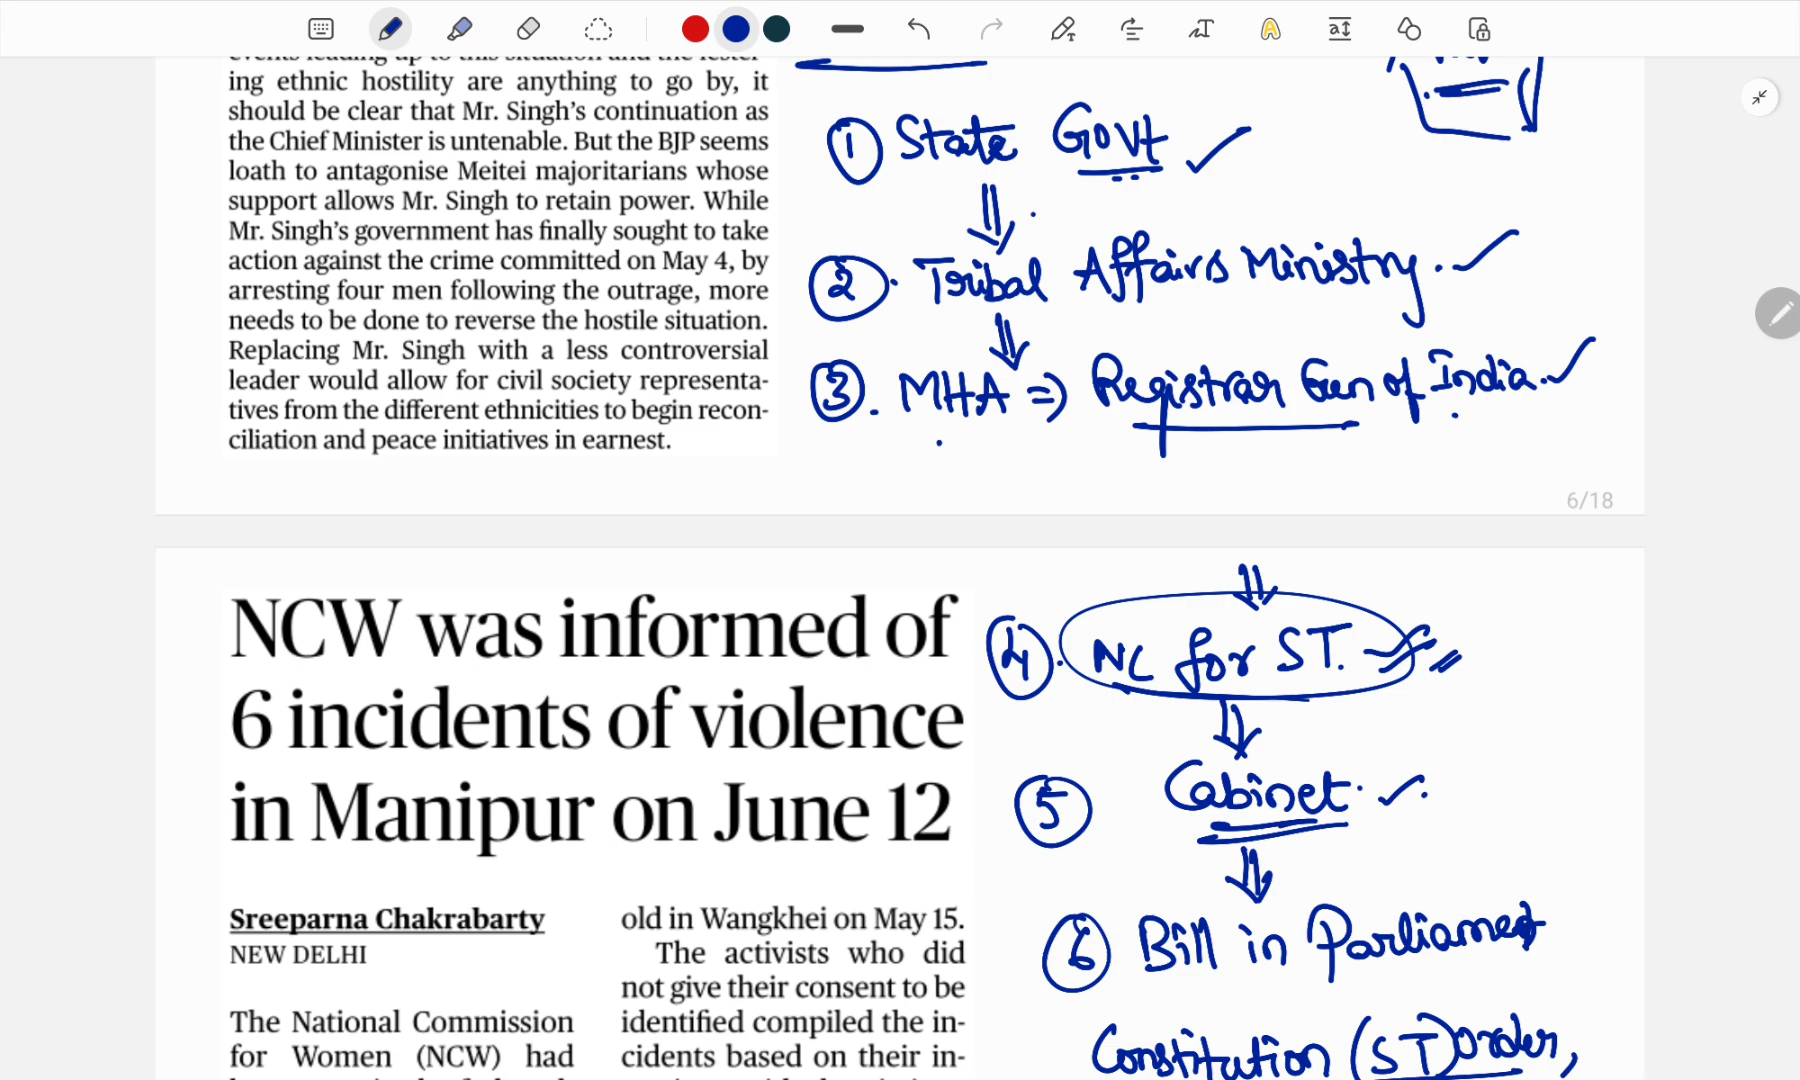 ing ethnic hostility are anything to go by, it
should be clear that Mr. Singh's continuation as
the Chief Minister is untenable. But the BJP seems
loath to antagonise Meitei majoritarians whose
support allows Mr. Singh to retain power. While
Mr. Singh's government has finally sought to take
action against the crime committed on May 4, by
arresting four men following the outrage, more
needs to be done to reverse the hostile situation.
Replacing Mr. Singh with a less controversial
leader would allow for civil society representa-
tives from the different ethnicities to begin recon-
ciliation and peace initiatives in earnest.
1 State Govt
2. Tribal Affairs Ministry.
3. MHA => Registrar Gen of India.
6/18
NCW was informed of
6 incidents of violence
in Manipur on June 12
Sreeparna Chakrabarty
NEW DELHI
The National Commission
for Women (NCW) had
old in Wangkhei on May 15.
The activists who did
not give their consent to be
identified compiled the in-
cidents based on their in-
4. NC for ST.
5 Cabinet.
6 Bill in Parliament
Constitution (ST) order,